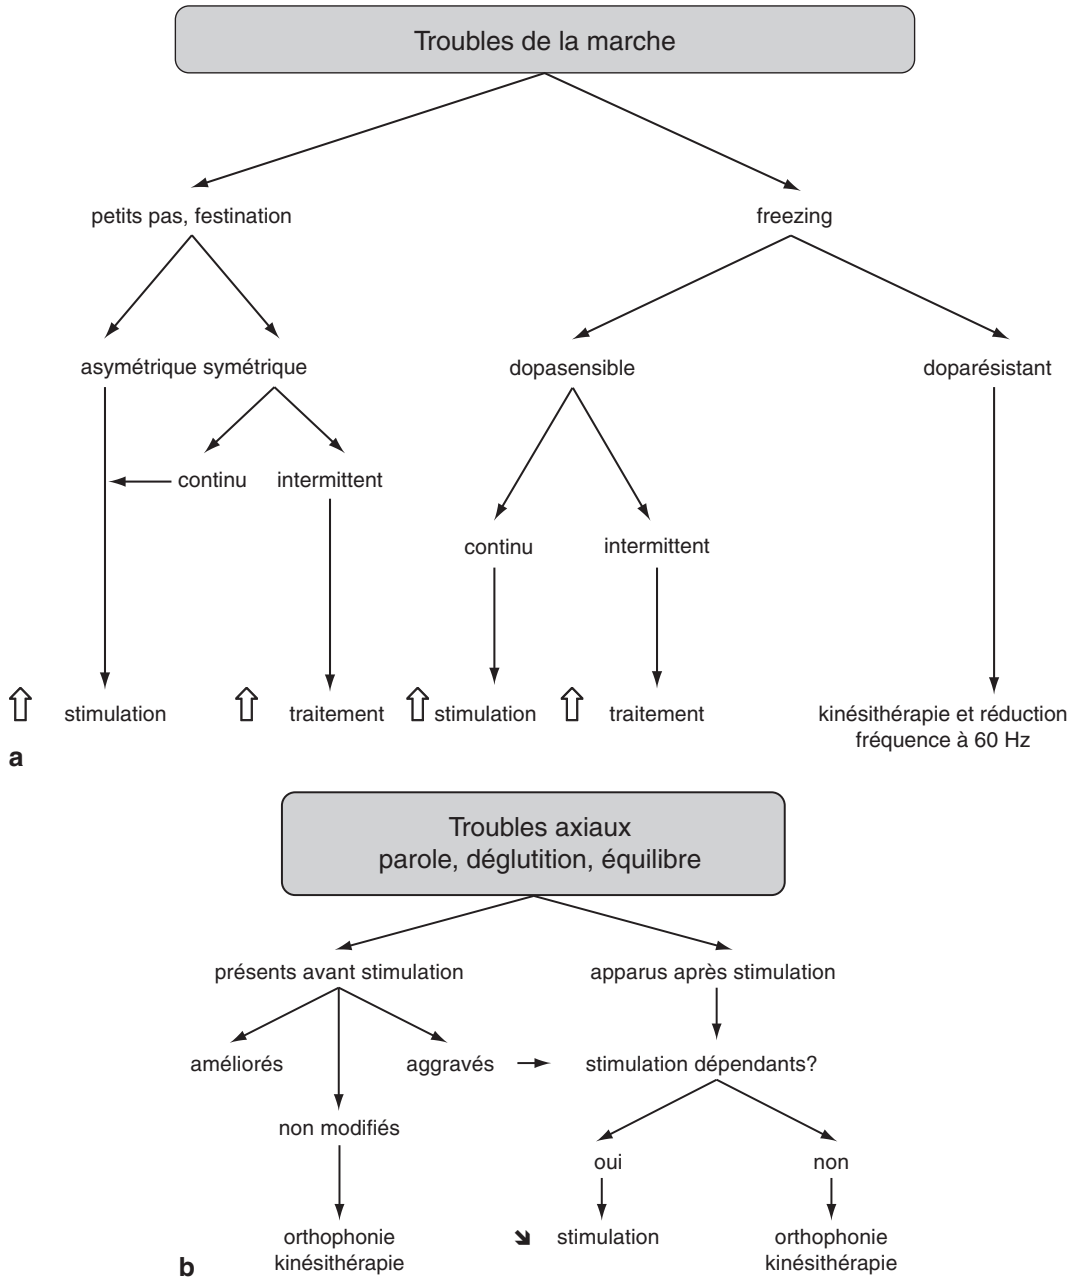 Troubles de la marche
petits pas, festination
freezing
asymétrique symétrique
dopasensible
doparésistant
continu
intermittent
continu
intermittent
stimulation
traitement
stimulation
traitement
kinésithérapie et réduction
fréquence à 60 Hz
a
Troubles axiaux
parole, déglutition, équilibre
présents avant stimulation
apparus après stimulation
améliorés
aggravés
stimulation dépendants?
non modifiés
oui
non
orthophonie
kinésithérapie
stimulation
orthophonie
kinésithérapie
b